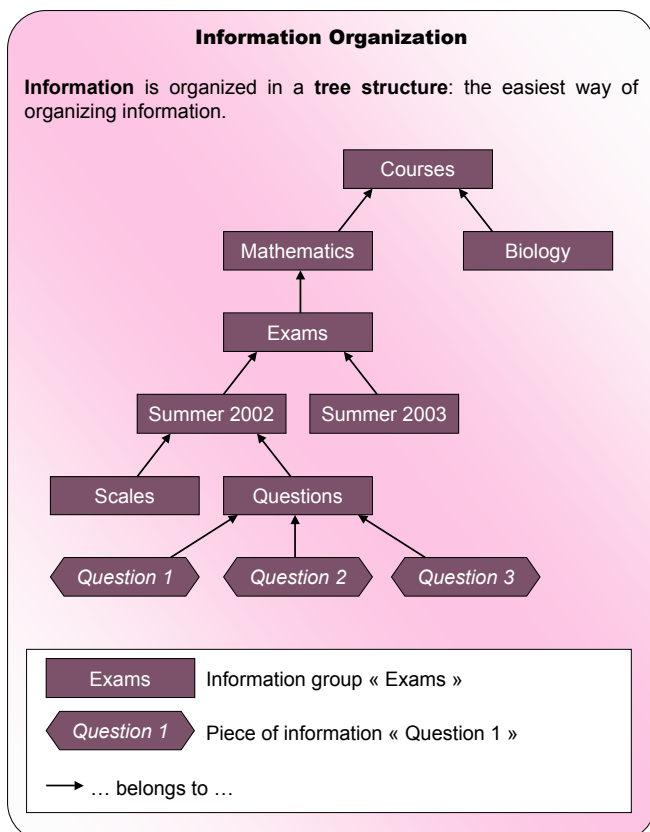 Information Organization
Information is organized in a tree structure: the easiest way of
organizing information.
Courses
Mathematics
Biology
Exams
Summer 2002
Summer 2003
Scales
Questions
Question 1
Question 2
Question 3
Exams
Information group « Exams »
Question 1
Piece of information « Question 1 »
… belongs to …